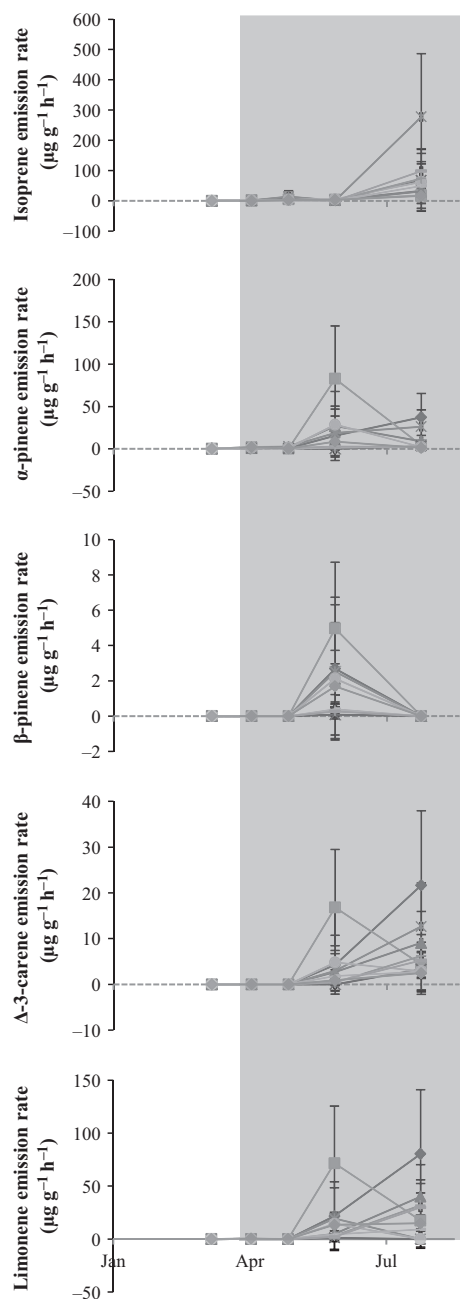 Isoprene emission rate
(µg g⁻¹ h⁻¹)
600
500
400
300
200
100
0
–100
α-pinene emission rate
(µg g⁻¹ h⁻¹)
200
150
100
50
0
–50
β-pinene emission rate
(µg g⁻¹ h⁻¹)
10
8
6
4
2
0
–2
Δ-3-carene emission rate
(µg g⁻¹ h⁻¹)
40
30
20
10
0
–10
Limonene emission rate
(µg g⁻¹ h⁻¹)
150
100
50
0
–50
Jan Apr Jul